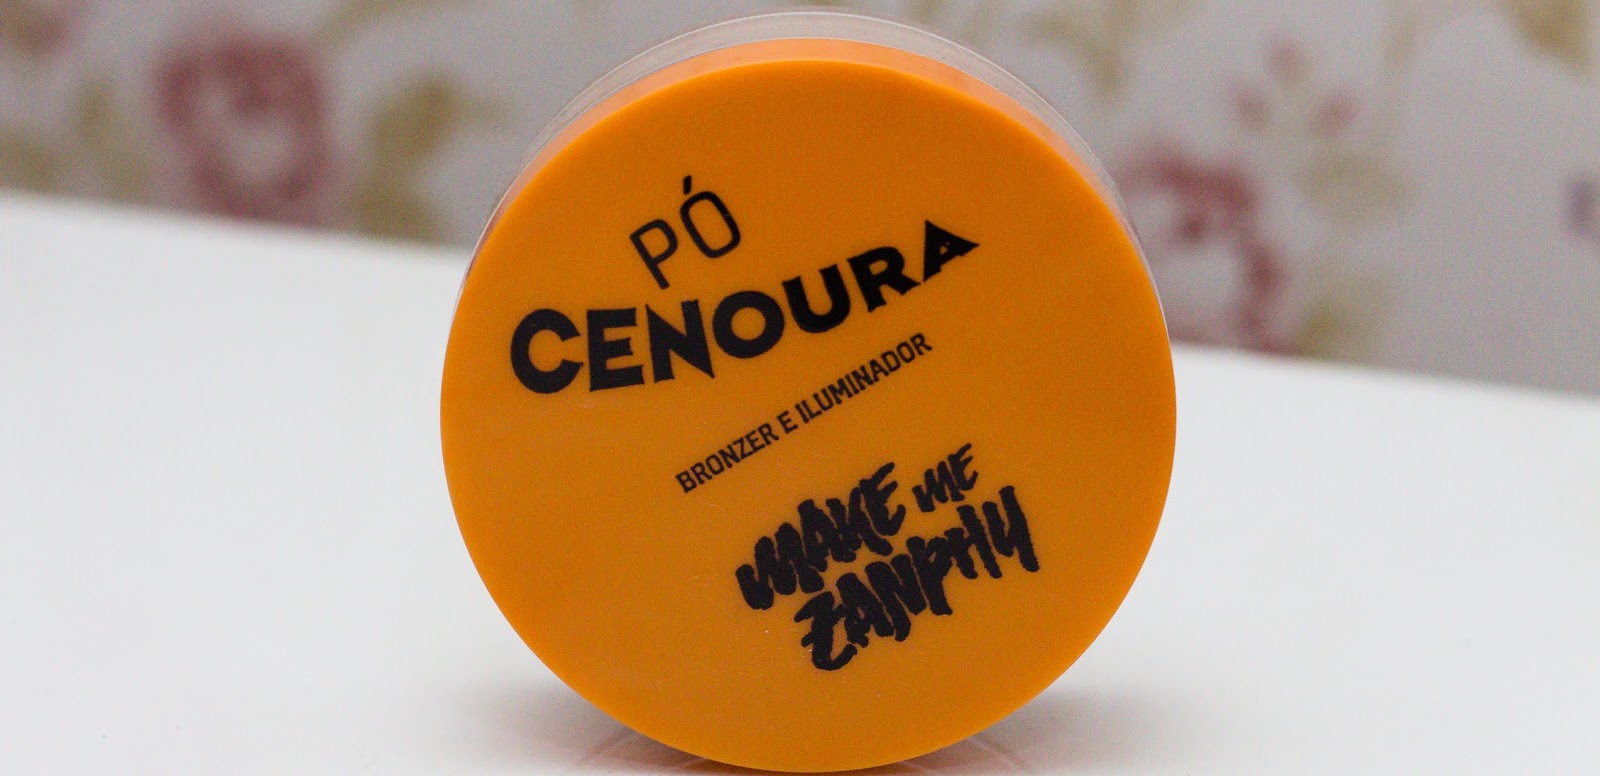 PÓ
CENOURA
BRONZER E ILUMINADOR
MAKE ME
ZANPHY